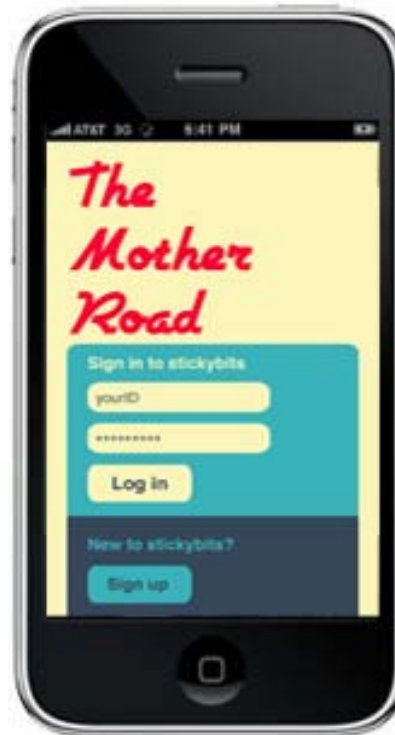 AT&T 3G 6:41 PM
The
Mother
Road
Sign in to stickybits
yourID
•••••••••
Log in
New to stickybits?
Sign up